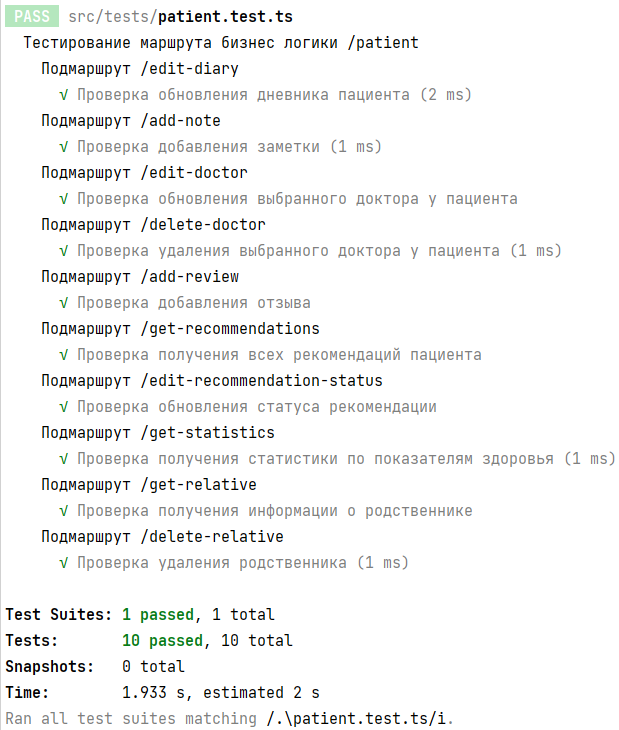 PASS src/tests/patient.test.ts
Тестирование маршрута бизнес логики /patient
Подмаршрут /edit-diary
√ Проверка обновления дневника пациента (2 ms)
Подмаршрут /add-note
√ Проверка добавления заметки (1 ms)
Подмаршрут /edit-doctor
√ Проверка обновления выбранного доктора у пациента
Подмаршрут /delete-doctor
√ Проверка удаления выбранного доктора у пациента (1 ms)
Подмаршрут /add-review
√ Проверка добавления отзыва
Подмаршрут /get-recommendations
√ Проверка получения всех рекомендаций пациента
Подмаршрут /edit-recommendation-status
√ Проверка обновления статуса рекомендации
Подмаршрут /get-statistics
√ Проверка получения статистики по показателям здоровья (1 ms)
Подмаршрут /get-relative
√ Проверка получения информации о родственнике
Подмаршрут /delete-relative
√ Проверка удаления родственника (1 ms)
Test Suites: 1 passed, 1 total
Tests: 10 passed, 10 total
Snapshots: 0 total
Time: 1.933 s, estimated 2 s
Ran all test suites matching /.\patient.test.ts/i.